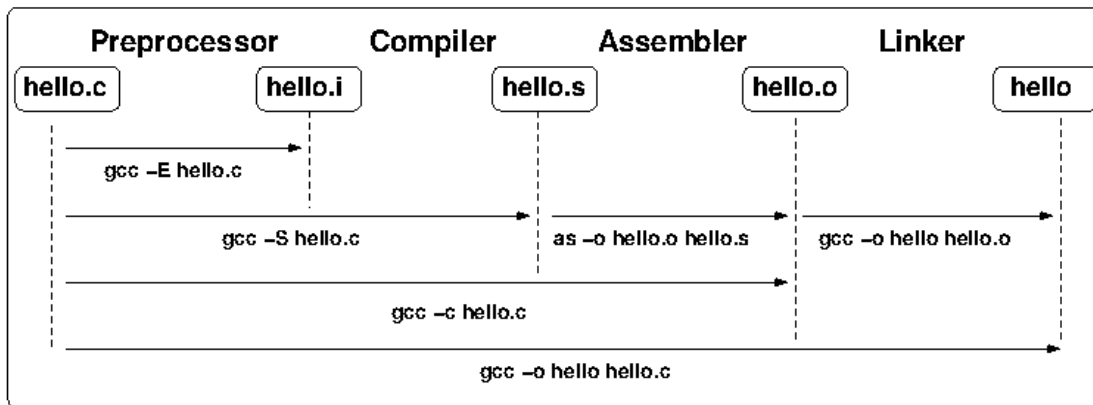 Preprocessor Compiler Assembler Linker
hello.c hello.i hello.s hello.o hello
gcc −E hello.c
gcc −S hello.c as −o hello.o hello.s gcc −o hello hello.o
gcc −c hello.c
gcc −o hello hello.c